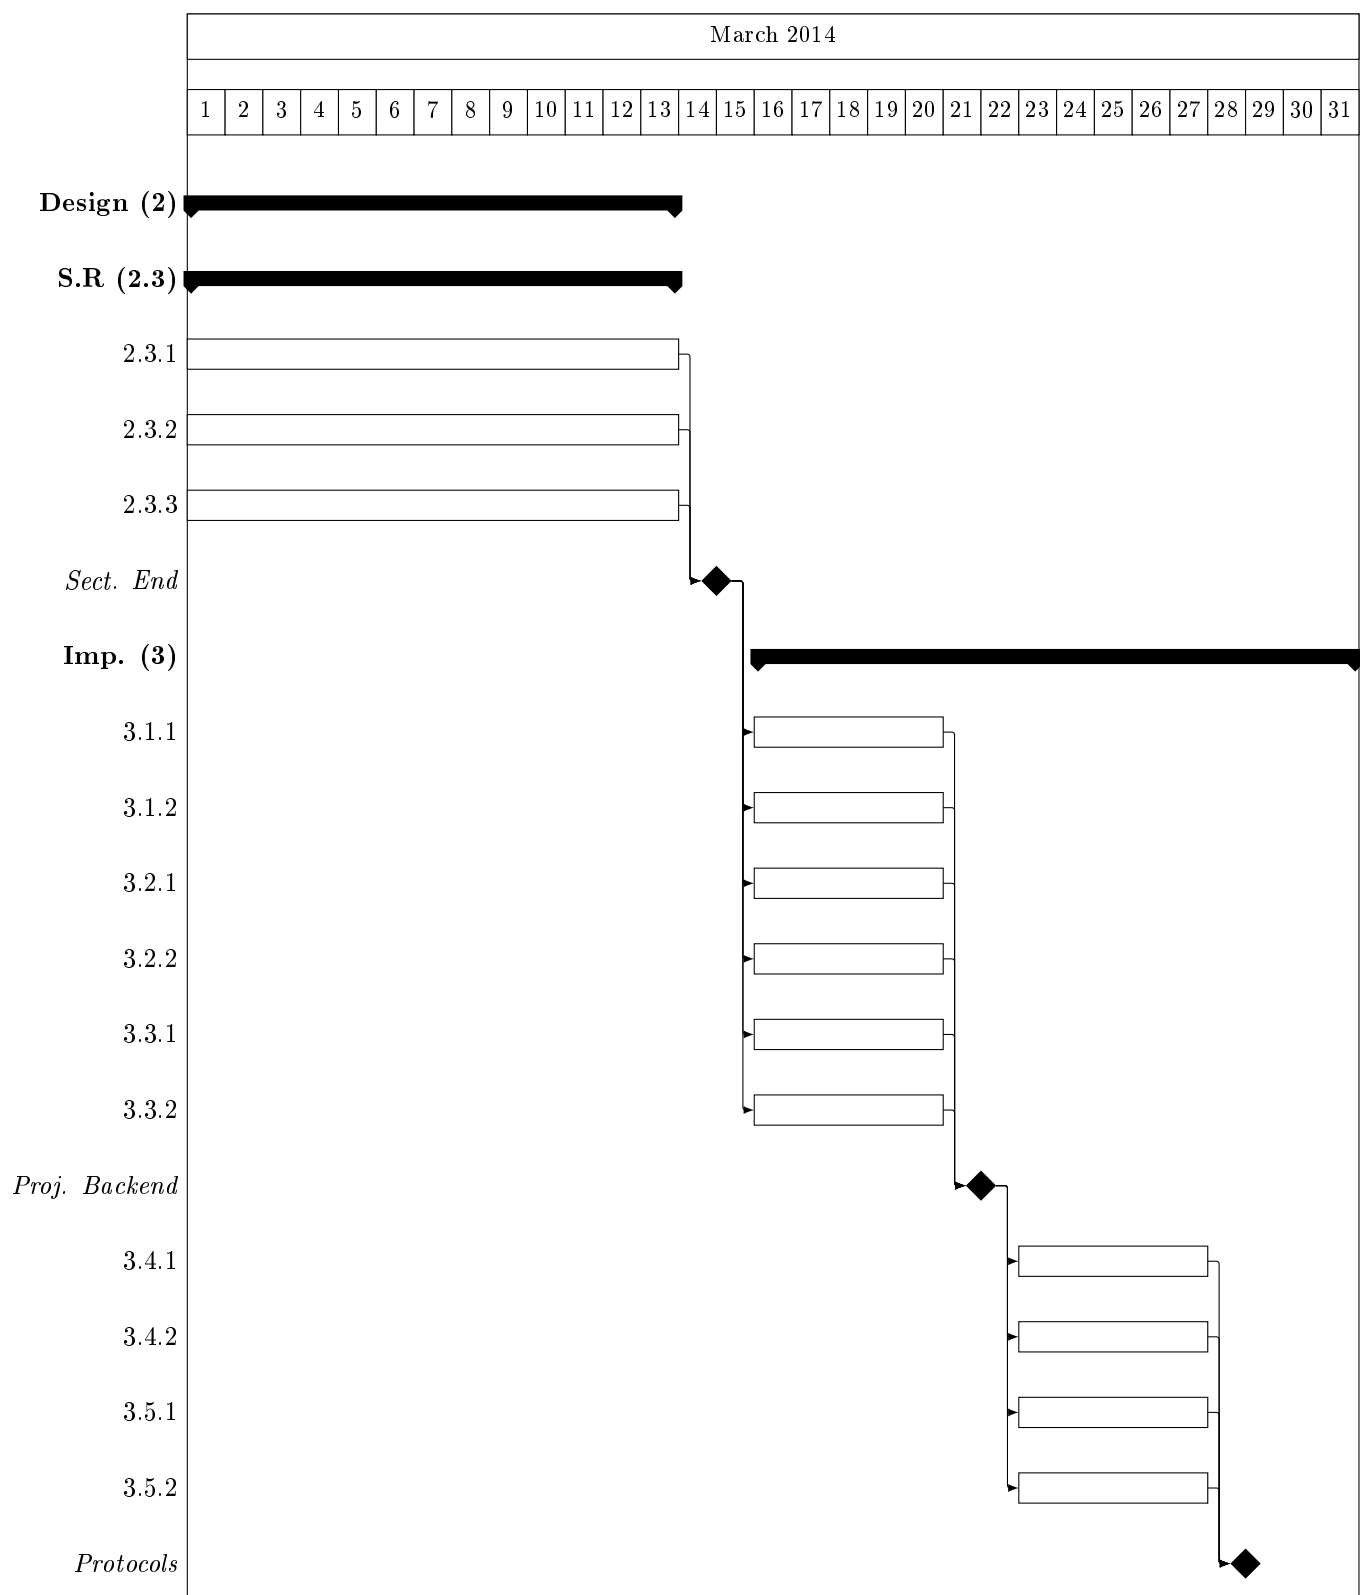 March 2014
1 2 3 4 5 6 7 8 9 10 11 12 13 14 15 16 17 18 19 20 21 22 23 24 25 26 27 28 29 30 31
Design (2)
S.R (2.3)
2.3.1
2.3.2
2.3.3
Sect. End
Imp. (3)
3.1.1
3.1.2
3.2.1
3.2.2
3.3.1
3.3.2
Proj. Backend
3.4.1
3.4.2
3.5.1
3.5.2
Protocols